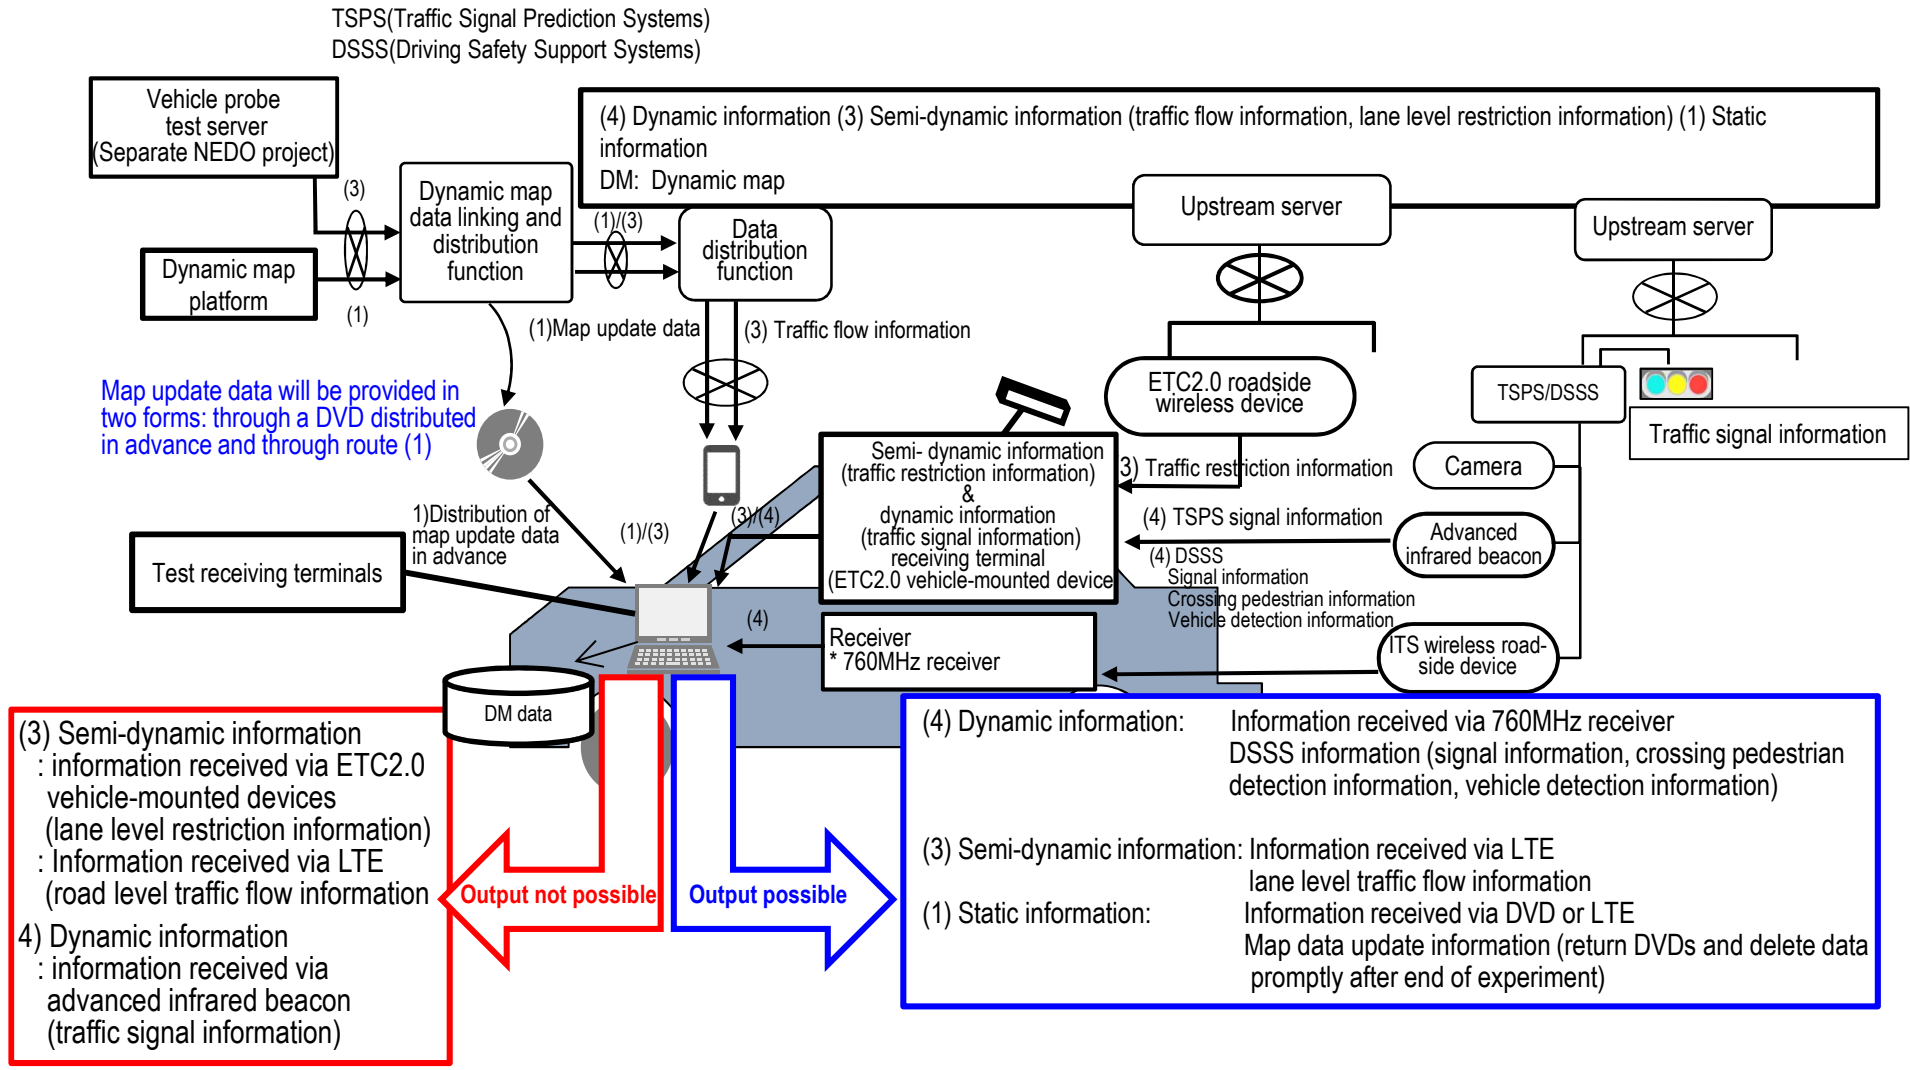 TSPS(Traffic Signal Prediction Systems)
DSSS(Driving Safety Support Systems)
Vehicle probe
test server
(Separate NEDO project)
(4) Dynamic information (3) Semi-dynamic information (traffic flow information, lane level restriction information) (1) Static
information
DM: Dynamic map
Dynamic map
data linking and
distribution
function
(3)
(1)
Dynamic map
platform
(1)/(3)
Data
distribution
function
Upstream server
Upstream server
(1)Map update data
(3) Traffic flow information
Map update data will be provided in
two forms: through a DVD distributed
in advance and through route (1)
ETC2.0 roadside
wireless device
TSPS/DSSS
Traffic signal information
Camera
Semi- dynamic information
(traffic restriction information)
&
dynamic information
(traffic signal information)
receiving terminal
(ETC2.0 vehicle-mounted device
3) Traffic restriction information
(4) TSPS signal information
Advanced
infrared beacon
(4) DSSS
Signal information
Crossing pedestrian information
Vehicle detection information
1)Distribution of
map update data
in advance
(1)/(3)
(3)/(4)
Test receiving terminals
(4)
Receiver
* 760MHz receiver
ITS wireless road-
side device
DM data
(3) Semi-dynamic information
: information received via ETC2.0
vehicle-mounted devices
(lane level restriction information)
: Information received via LTE
(road level traffic flow information
4) Dynamic information
: information received via
advanced infrared beacon
(traffic signal information)
Output not possible
Output possible
(4) Dynamic information: Information received via 760MHz receiver
DSSS information (signal information, crossing pedestrian
detection information, vehicle detection information)
(3) Semi-dynamic information: Information received via LTE
lane level traffic flow information
(1) Static information: Information received via DVD or LTE
Map data update information (return DVDs and delete data
promptly after end of experiment)